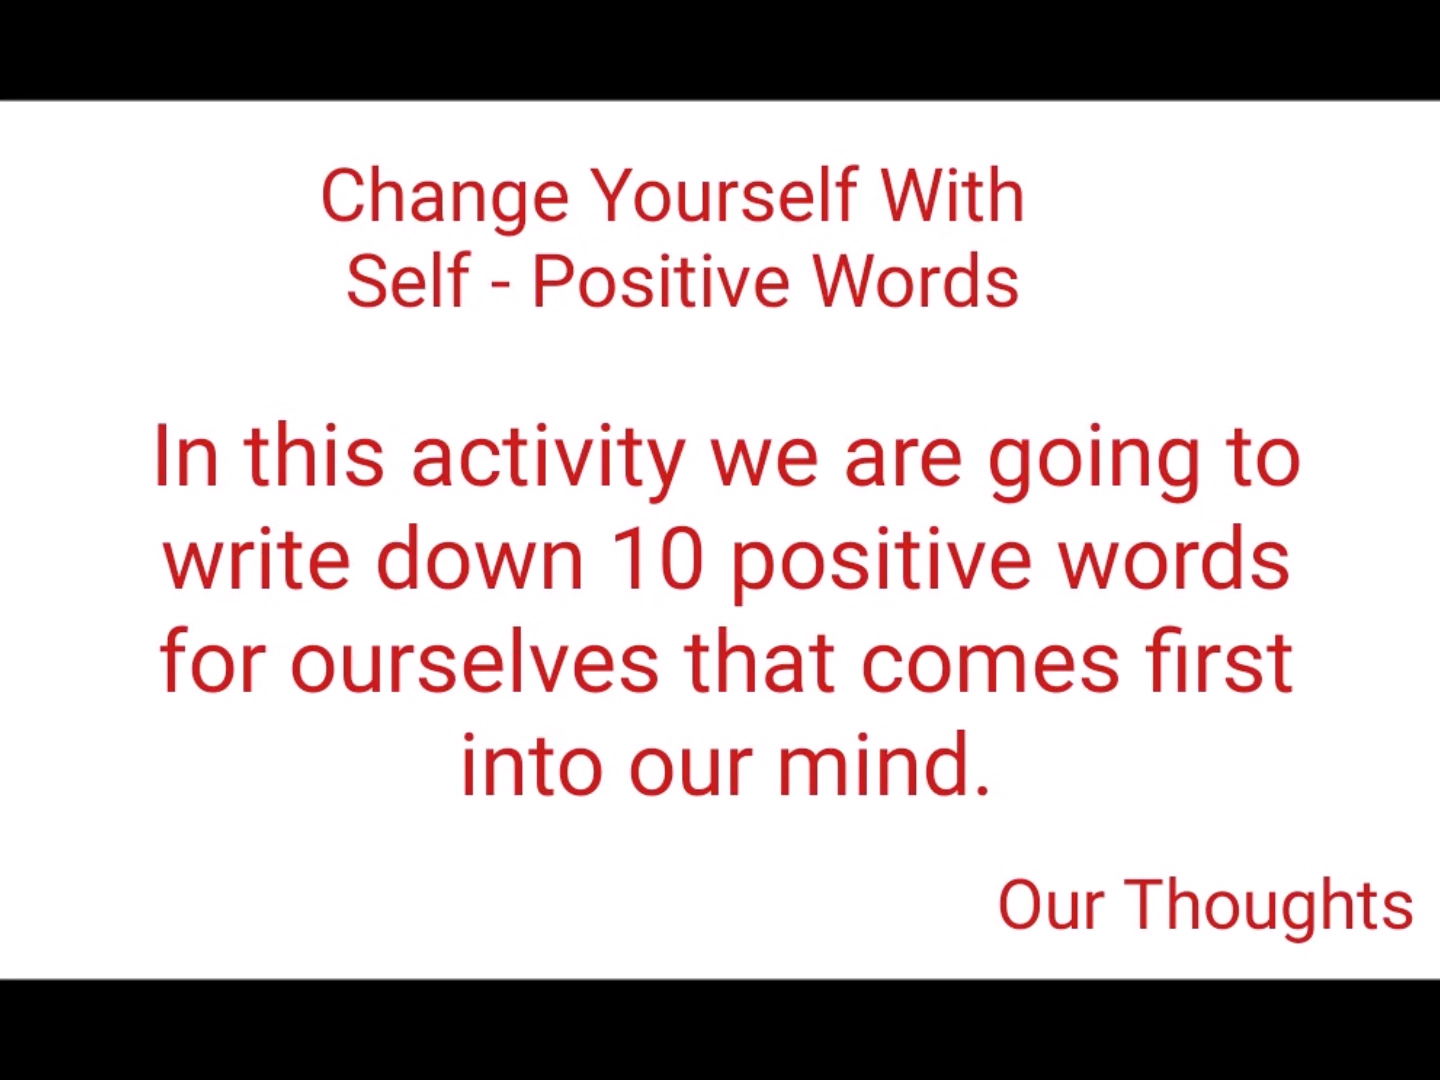 Change Yourself With
Self - Positive Words
In this activity we are going to
write down 10 positive words
for ourselves that comes first
into our mind.
Our Thoughts